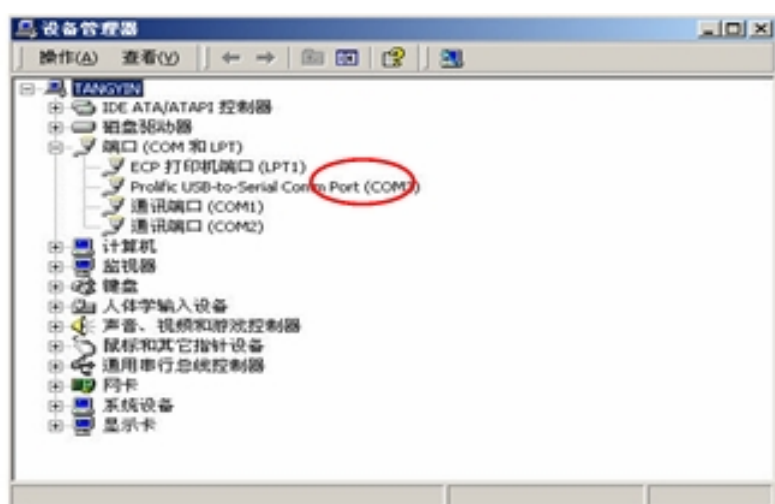 设备管理器
操作(A) 查看(V)
TANGYIN
IDE ATA/ATAPI 控制器
磁盘驱动器
端口 (COM 和 LPT)
ECP 打印机端口 (LPT1)
Prolific USB-to-Serial Comm Port (COM3)
通讯端口 (COM1)
通讯端口 (COM2)
计算机
监视器
键盘
人体学输入设备
声音、视频和游戏控制器
鼠标和其它指针设备
通用串行总线控制器
网卡
系统设备
显示卡